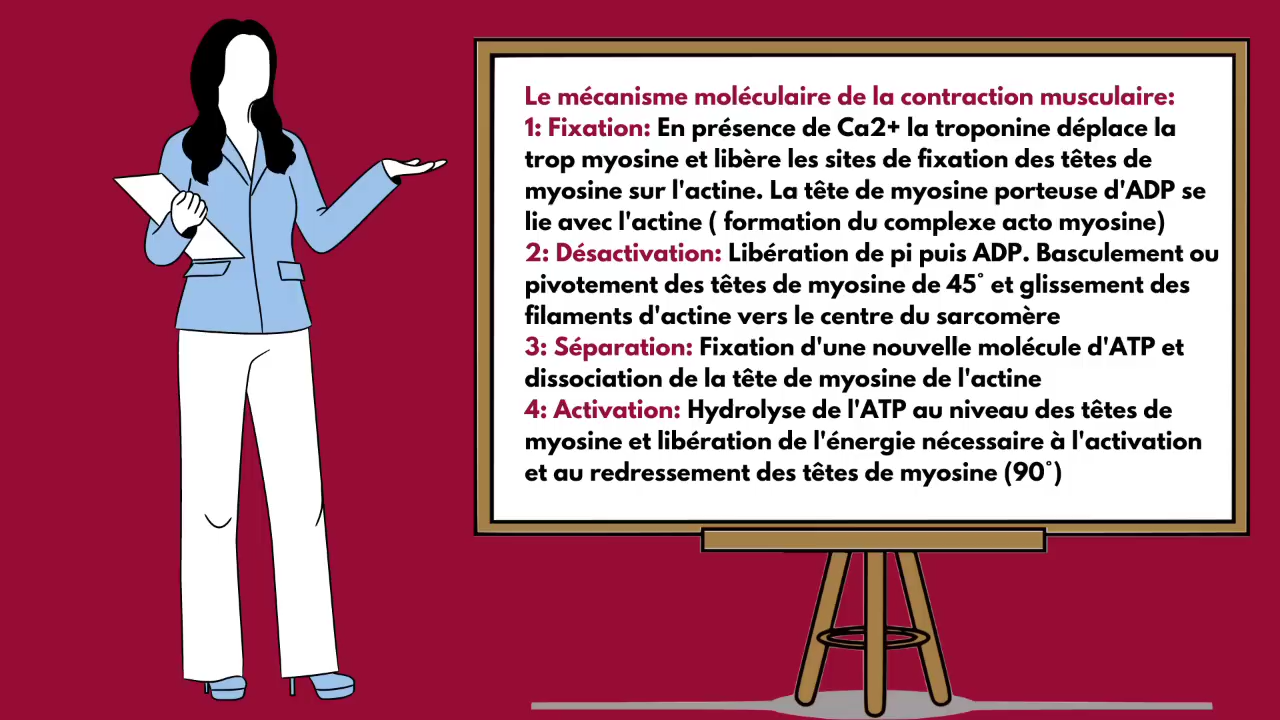 Le mécanisme moléculaire de la contraction musculaire:
1: Fixation: En présence de Ca2+ la troponine déplace la
trop myosine et libère les sites de fixation des têtes de
myosine sur l'actine. La tête de myosine porteuse d'ADP se
lie avec l'actine ( formation du complexe acto myosine)
2: Désactivation: Libération de pi puis ADP. Basculement ou
pivotement des têtes de myosine de 45° et glissement des
filaments d'actine vers le centre du sarcomère
3: Séparation: Fixation d'une nouvelle molécule d'ATP et
dissociation de la tête de myosine de l'actine
4: Activation: Hydrolyse de l'ATP au niveau des têtes de
myosine et libération de l'énergie nécessaire à l'activation
et au redressement des têtes de myosine (90°)